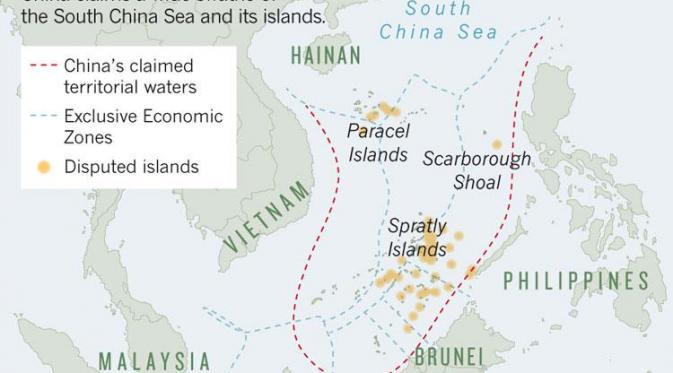 the South China Sea and its islands.
China's claimed
territorial waters
Exclusive Economic
Zones
Disputed islands
South
China Sea
HAINAN
Paracel
Islands
Scarborough
Shoal
VIETNAM
Spratly
Islands
PHILIPPINES
MALAYSIA
BRUNEI